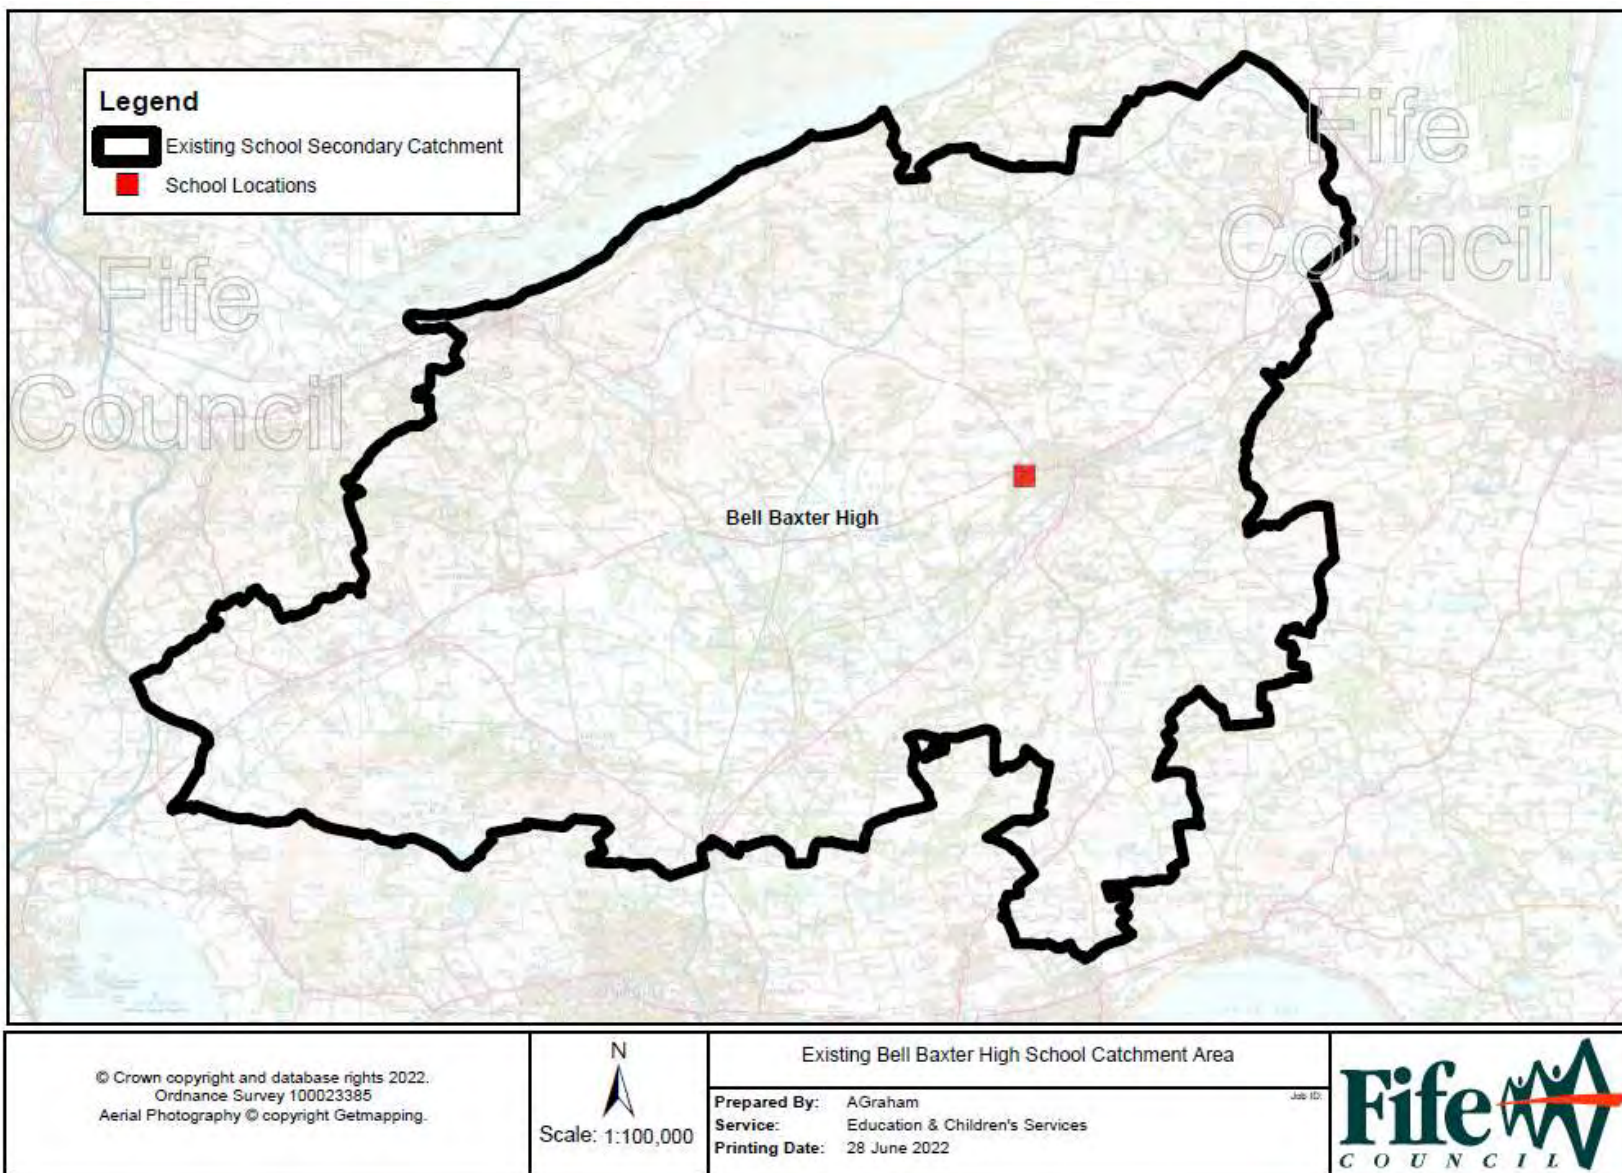 Legend
Existing School Secondary Catchment
School Locations
Fife
Council
Fife
Council
Bell Baxter High
© Crown copyright and database rights 2022.
Ordnance Survey 100023385
Aerial Photography © copyright Getmapping.
N
Scale: 1:100,000
Existing Bell Baxter High School Catchment Area
Job ID:
Prepared By: AGraham
Service: Education & Children's Services
Printing Date: 28 June 2022
Fife
COUNCIL